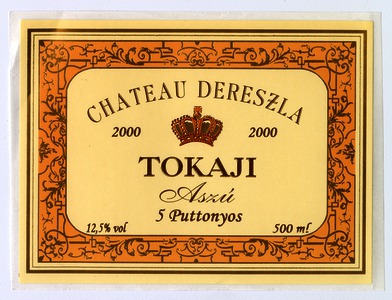 CHATEAU DERESZLA
2000 2000
TOKAJI
Aszú
5 Puttonyos
12,5% vol 500 ml